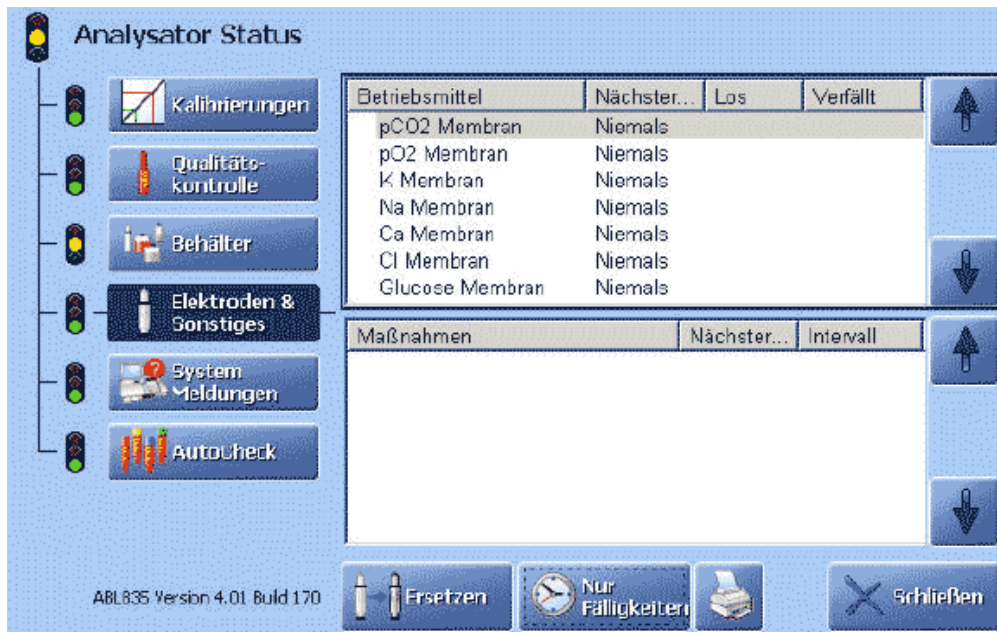 Analysator Status
Kalibrierungen
Qualitäts-
kontrolle
Behälter
Elektroden &
Sonstiges
System
Meldungen
AutoCheck
Betriebsmittel Nächster... Los Verfällt
pCO2 Membran Niemals
pO2 Membran Niemals
K Membran Niemals
Na Membran Niemals
Ca Membran Niemals
Cl Membran Niemals
Glucose Membran Niemals
Maßnahmen Nächster... Intervall
ABL835 Version 4.01 Build 170
Ersetzen
Nur
Fälligkeiten
Schließen